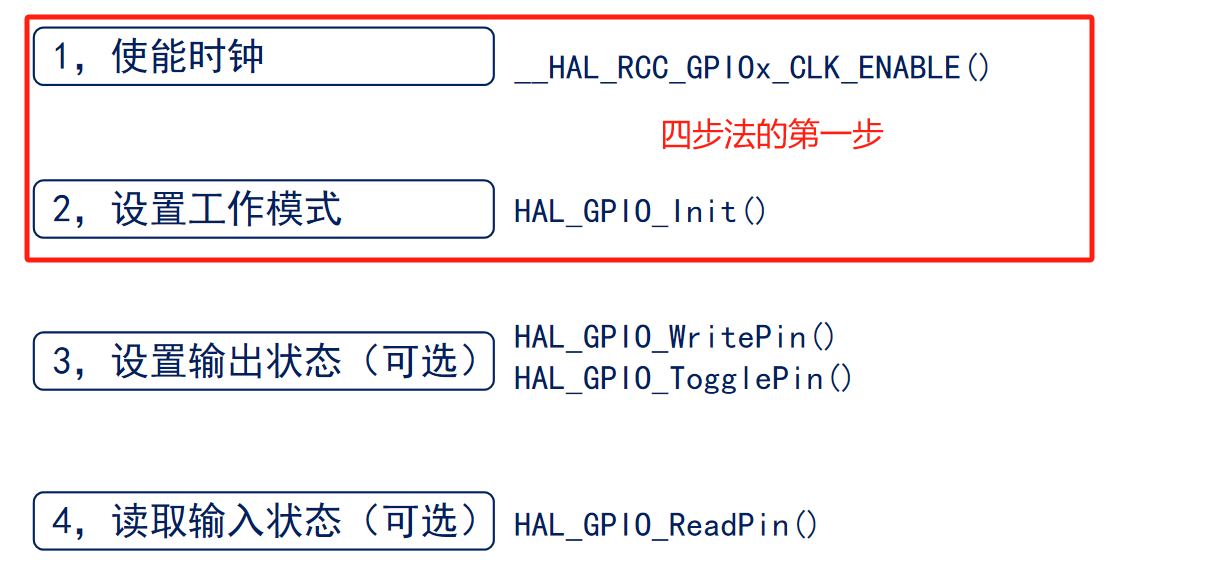 1，使能时钟
__HAL_RCC_GPIOx_CLK_ENABLE()
四步法的第一步
2，设置工作模式
HAL_GPIO_Init()
3，设置输出状态（可选）
HAL_GPIO_WritePin()
HAL_GPIO_TogglePin()
4，读取输入状态（可选）
HAL_GPIO_ReadPin()